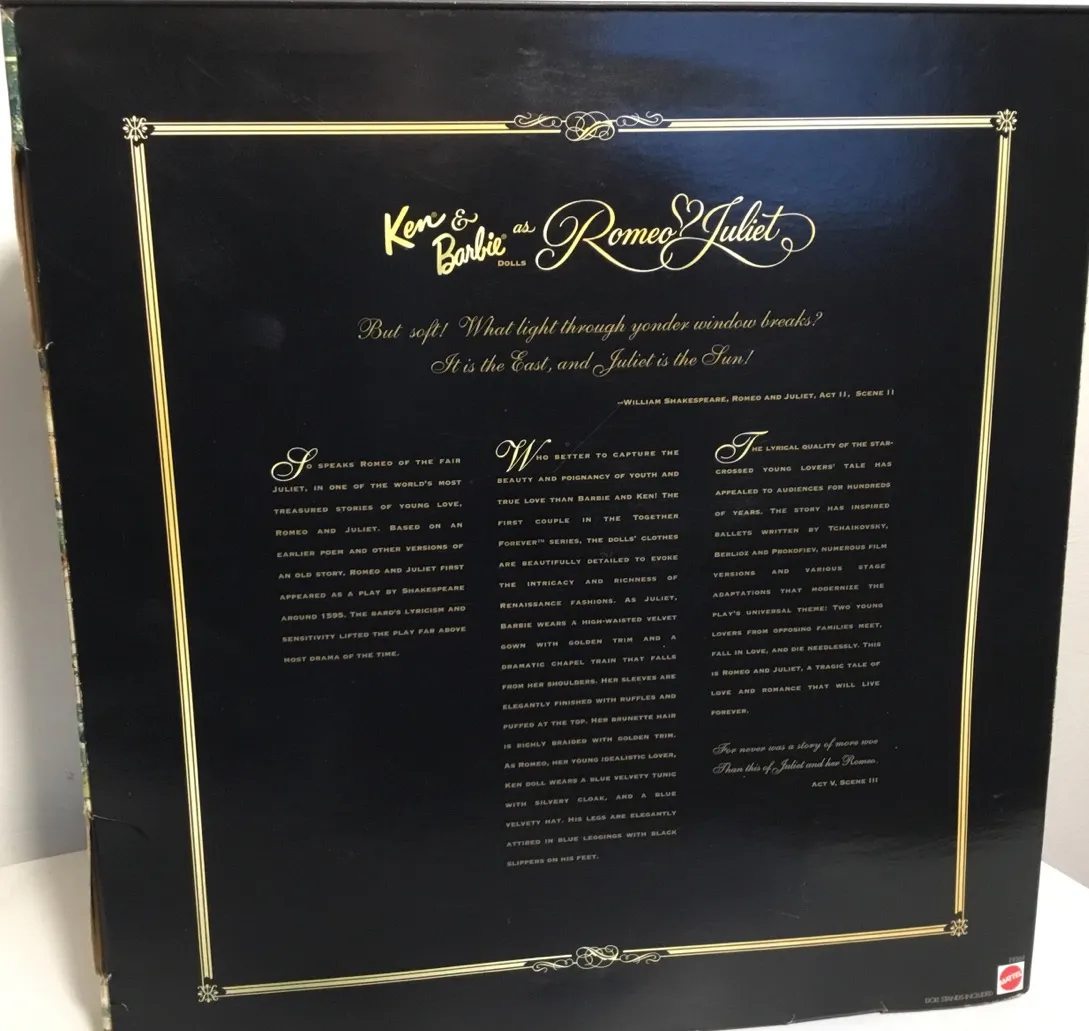 Ken® &
Barbie® as
DOLLS
Romeo & Juliet
But soft! What light through yonder window breaks?
It is the East, and Juliet is the Sun!
–WILLIAM SHAKESPEARE, ROMEO AND JULIET, ACT II, SCENE II
SO SPEAKS ROMEO OF THE FAIR
JULIET, IN ONE OF THE WORLD'S MOST
TREASURED STORIES OF YOUNG LOVE,
ROMEO AND JULIET. BASED ON AN
EARLIER POEM AND OTHER VERSIONS OF
AN OLD STORY, ROMEO AND JULIET FIRST
APPEARED AS A PLAY BY SHAKESPEARE
AROUND 1595. THE BARD'S LYRICISM AND
SENSITIVITY LIFTED THE PLAY FAR ABOVE
MOST DRAMA OF THE TIME.
WHO BETTER TO CAPTURE THE
BEAUTY AND POIGNANCY OF YOUTH AND
TRUE LOVE THAN BARBIE AND KEN! THE
FIRST COUPLE IN THE TOGETHER
FOREVER™ SERIES, THE DOLLS' CLOTHES
ARE BEAUTIFULLY DETAILED TO EVOKE
THE INTRICACY AND RICHNESS OF
RENAISSANCE FASHIONS. AS JULIET,
BARBIE WEARS A HIGH-WAISTED VELVET
GOWN WITH GOLDEN TRIM AND A
DRAMATIC CHAPEL TRAIN THAT FALLS
FROM HER SHOULDERS. HER SLEEVES ARE
ELEGANTLY FINISHED WITH RUFFLES AND
PUFFED AT THE TOP. HER BRUNETTE HAIR
IS RICHLY BRAIDED WITH GOLDEN TRIM.
AS ROMEO, HER YOUNG IDEALISTIC LOVER,
KEN DOLL WEARS A BLUE VELVETY TUNIC
WITH SILVERY CLOAK, AND A BLUE
VELVETY HAT. HIS LEGS ARE ELEGANTLY
ATTIRED IN BLUE LEGGINGS WITH BLACK
SLIPPERS ON HIS FEET.
THE LYRICAL QUALITY OF THE STAR-
CROSSED YOUNG LOVERS' TALE HAS
APPEALED TO AUDIENCES FOR HUNDREDS
OF YEARS. THE STORY HAS INSPIRED
BALLETS WRITTEN BY TCHAIKOVSKY,
BERLIOZ AND PROKOFIEV, NUMEROUS FILM
VERSIONS AND VARIOUS STAGE
ADAPTATIONS THAT MODERNIZE THE
PLAY'S UNIVERSAL THEME: TWO YOUNG
LOVERS FROM OPPOSING FAMILIES MEET,
FALL IN LOVE, AND DIE NEEDLESSLY. THIS
IS ROMEO AND JULIET, A TRAGIC TALE OF
LOVE AND ROMANCE THAT WILL LIVE
FOREVER.
For never was a story of more woe
Than this of Juliet and her Romeo.
ACT V, SCENE III
MATTEL
DOLL STANDS INCLUDED